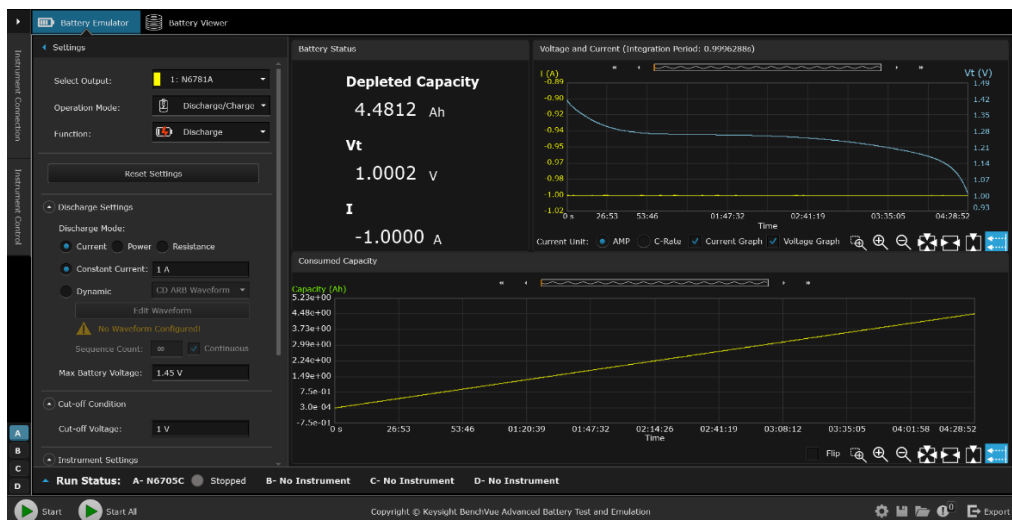 Battery Emulator
Battery Viewer
Instrument Connection
Instrument Control
Settings
Select Output: 1: N6781A
Operation Mode: Discharge/Charge
Function: Discharge
Reset Settings
Discharge Settings
Discharge Mode:
Current Power Resistance
Constant Current: 1 A
Dynamic CD ARB Waveform
Edit Waveform
No Waveform Configured!
Sequence Count: ∞ Continuous
Max Battery Voltage: 1.45 V
Cut-off Condition
Cut-off Voltage: 1 V
Instrument Settings
Battery Status
Depleted Capacity
4.4812 Ah
Vt
1.0002 V
I
-1.0000 A
Voltage and Current (Integration Period: 0.9996288s)
I (A) Vt (V)
-0.89 1.49
-0.90 1.42
-0.92 1.35
-0.94 1.28
-0.95 1.21
-0.97 1.14
-0.98 1.07
-1.00 1.00
-1.02 0.93
0 s 26:53 53:46 01:47:32 02:41:19 03:35:05 04:28:52
Time
Current Unit: AMP C-Rate Current Graph Voltage Graph
Consumed Capacity
Capacity (Ah)
5.23e+00
4.48e+00
3.73e+00
2.99e+00
2.24e+00
1.49e+00
7.5e-01
3.0e-04
-7.5e-01
0 s 26:53 53:46 01:20:39 01:47:32 02:14:26 02:41:19 03:08:12 03:35:05 04:01:58 04:28:52
Time
Flip
A
B
C
D
Run Status: A- N6705C Stopped B- No Instrument C- No Instrument D- No Instrument
Start Start All Copyright © Keysight BenchVue Advanced Battery Test and Emulation 0 Export